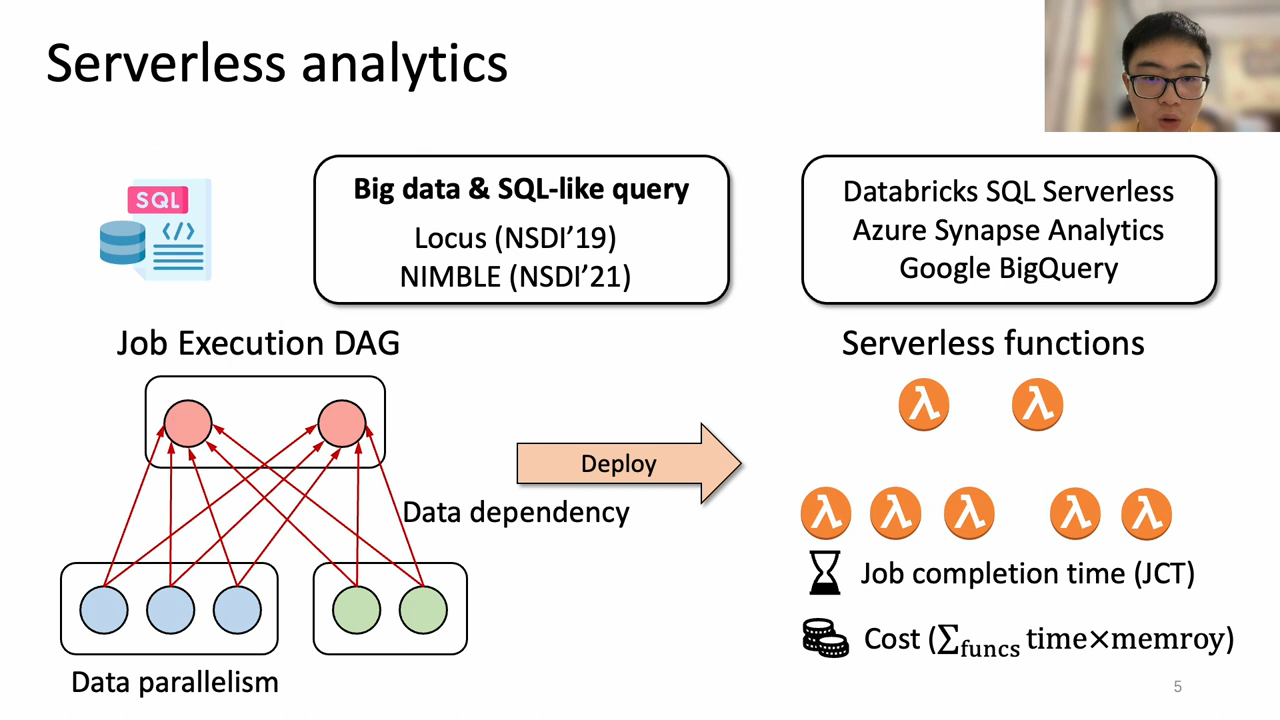 Serverless analytics
SQL
</>
Big data & SQL-like query
Locus (NSDI’19)
NIMBLE (NSDI’21)
Databricks SQL Serverless
Azure Synapse Analytics
Google BigQuery
Job Execution DAG
Serverless functions
λ λ
Deploy
Data dependency
λ λ λ λ λ
Job completion time (JCT)
Cost (∑funcs time×memroy)
Data parallelism
5